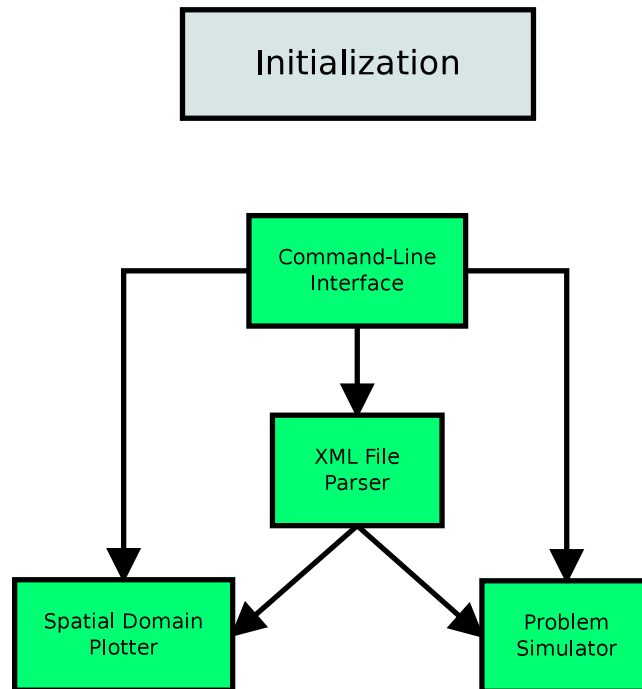 Initialization
Command-Line
Interface
XML File
Parser
Spatial Domain
Plotter
Problem
Simulator